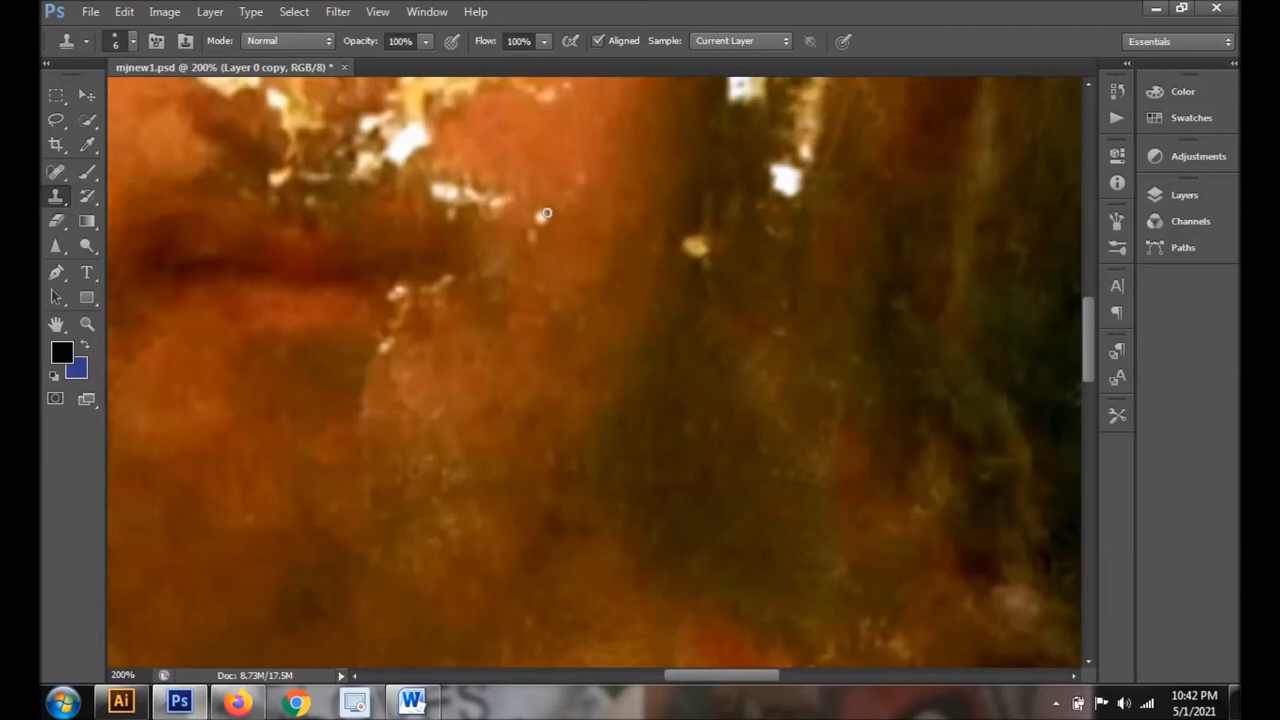 Ps File Edit Image Layer Type Select Filter View Window Help
6 Mode: Normal Opacity: 100% Flow: 100% Aligned Sample: Current Layer Essentials
mjnew1.psd @ 200% (Layer 0 copy, RGB/8) * ×
Color
Swatches
Adjustments
Layers
Channels
Paths
200% Doc: 8.73M/17.5M
Ai Ps W 10:42 PM
5/1/2021